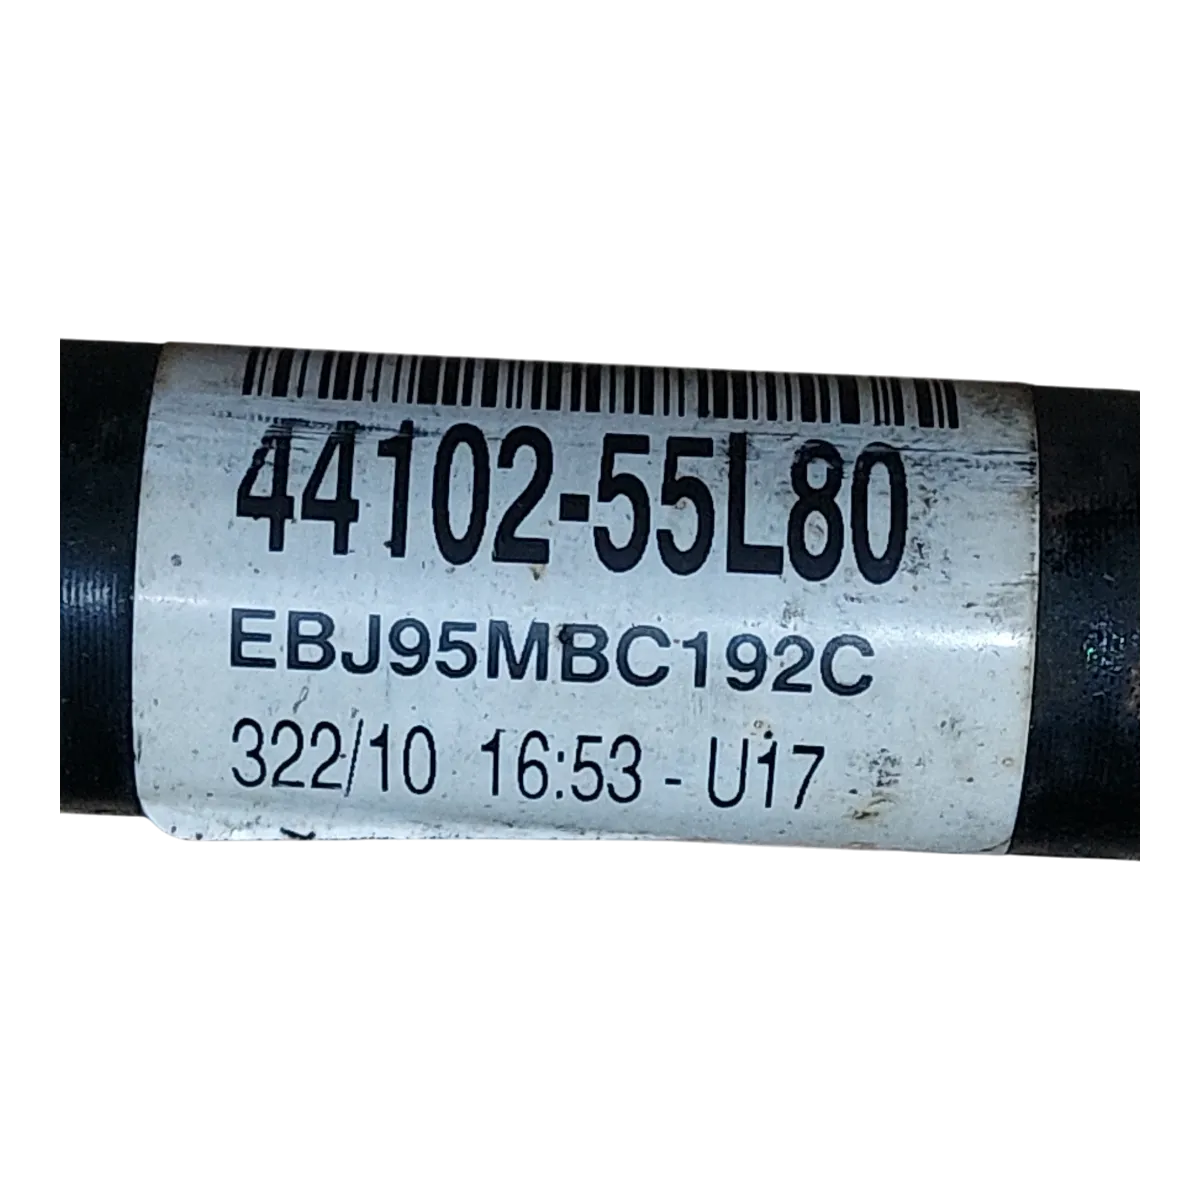 44102-55L80
EBJ95MBC192C
322/10 16:53 - U17